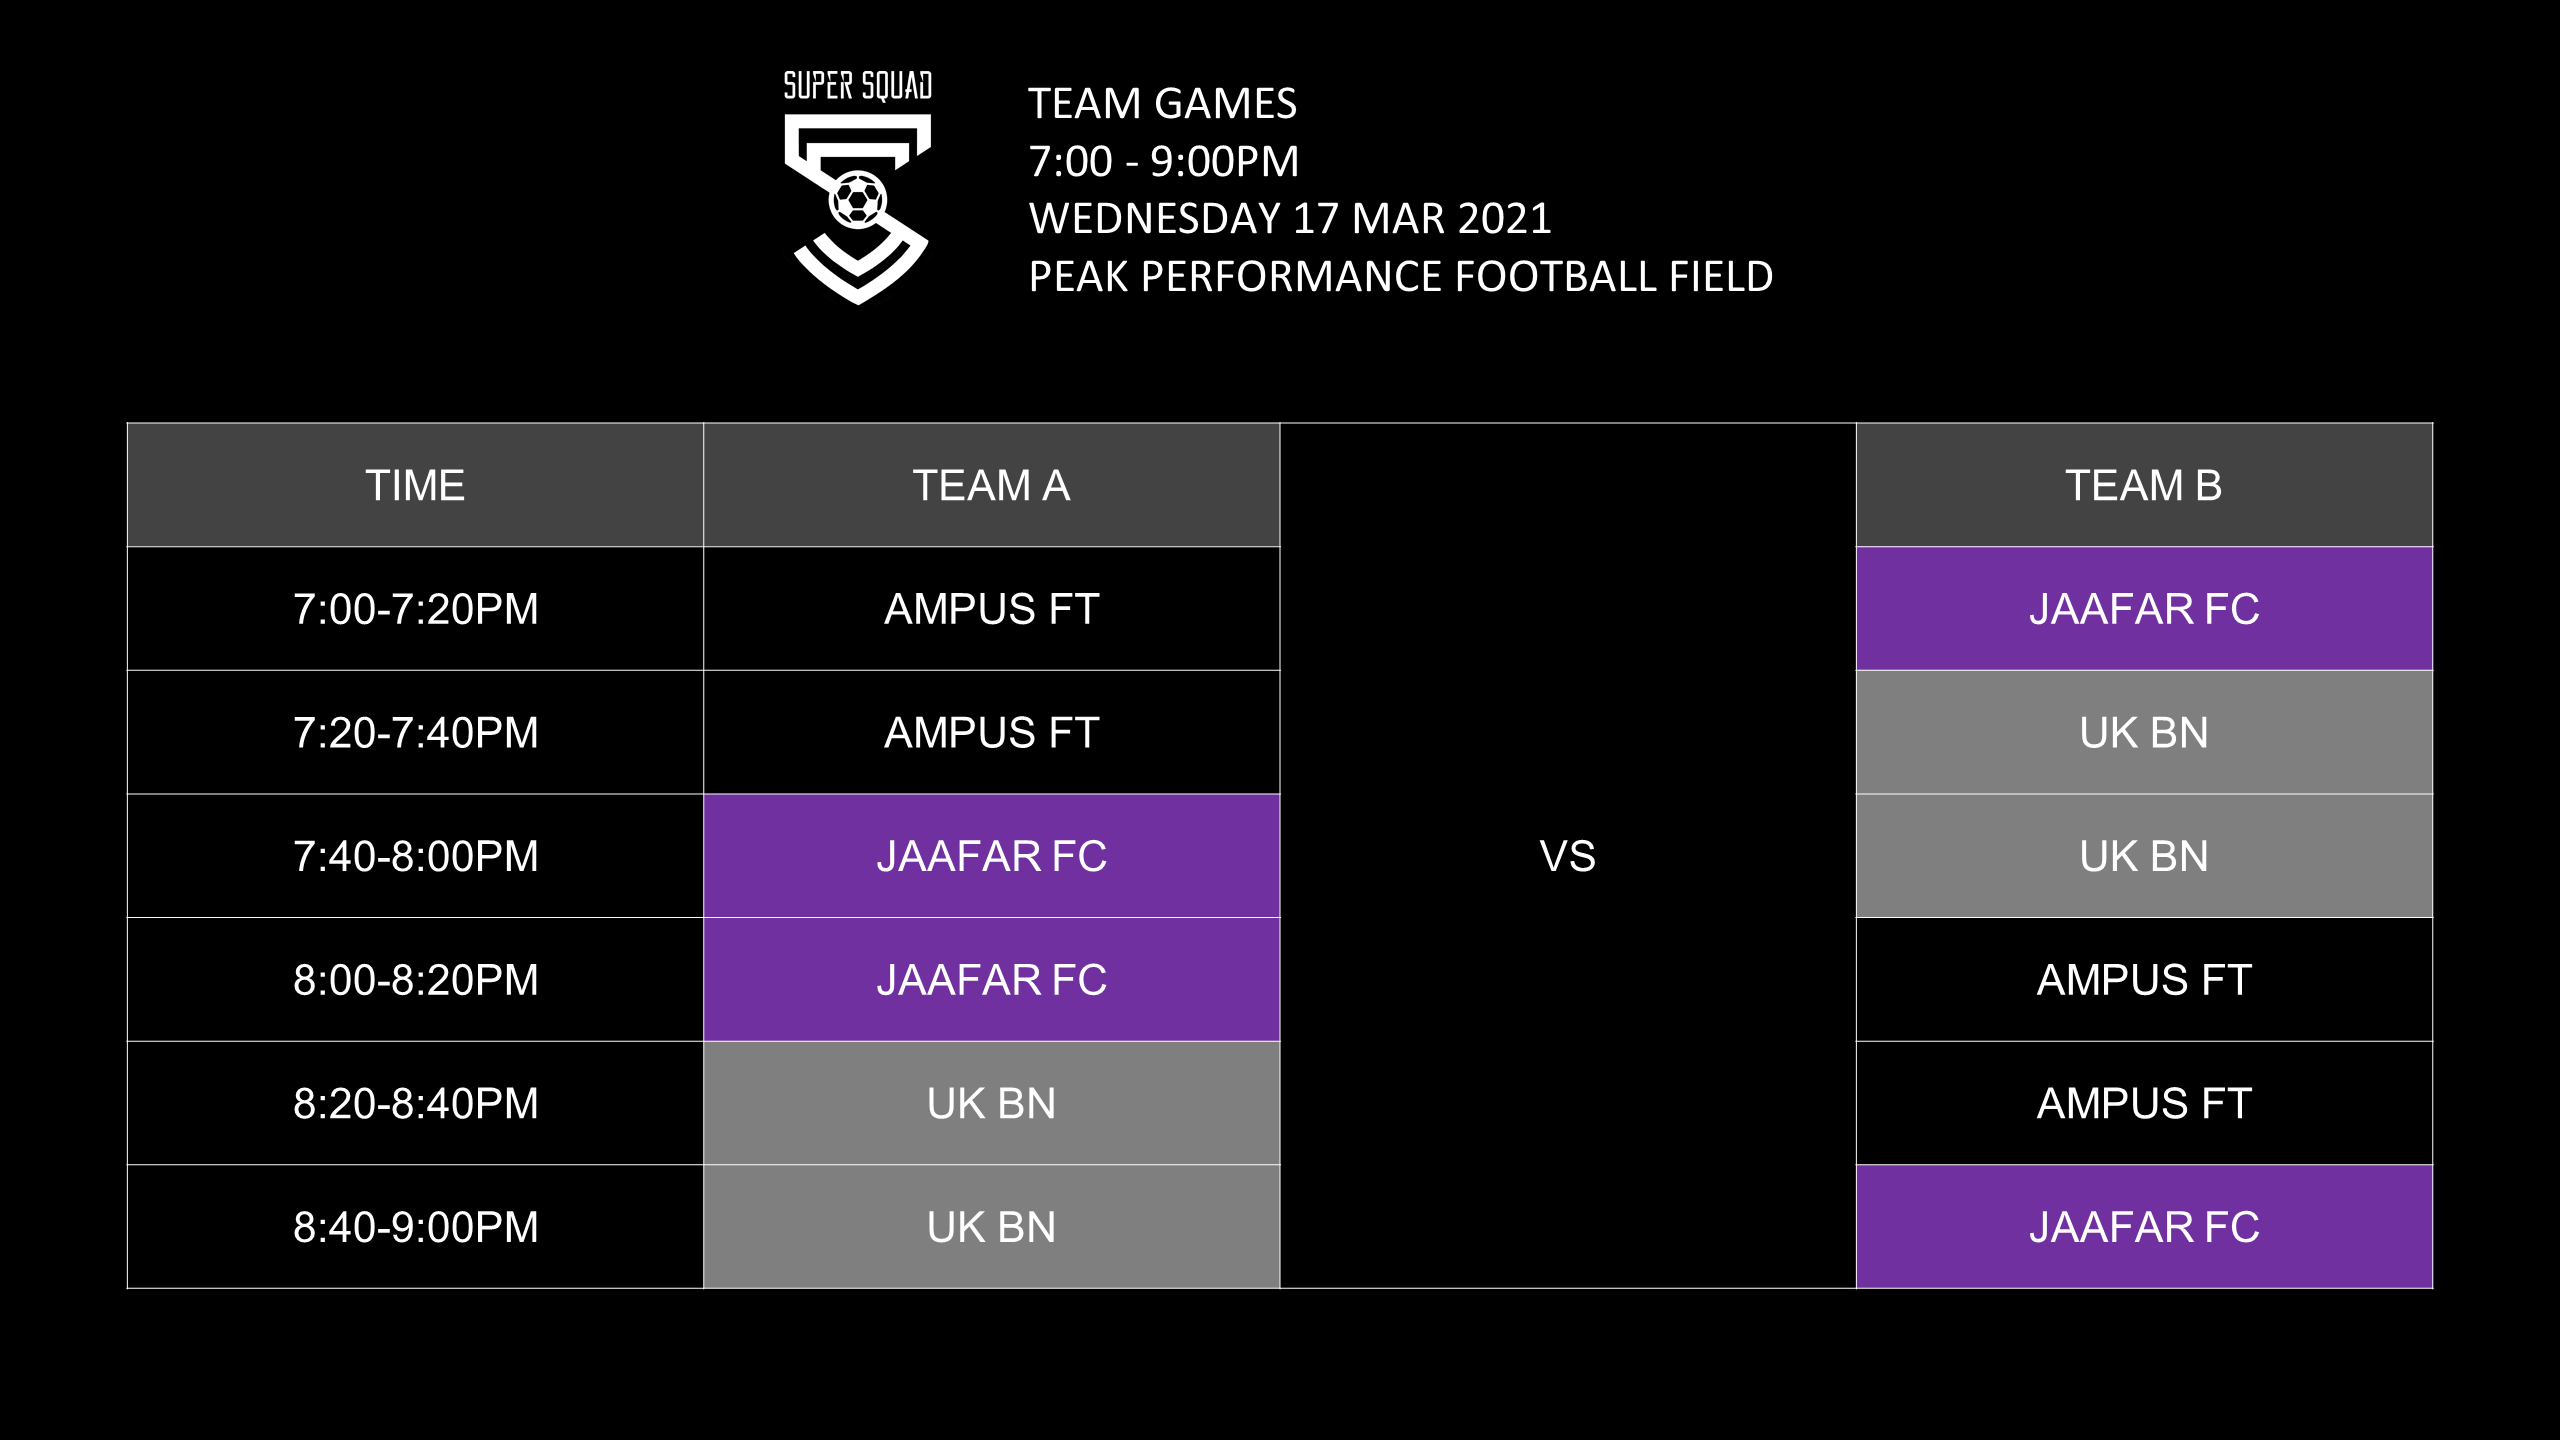 SUPER SQUAD
TEAM GAMES
7:00 - 9:00PM
WEDNESDAY 17 MAR 2021
PEAK PERFORMANCE FOOTBALL FIELD
TIME TEAM A TEAM B
7:00-7:20PM AMPUS FT JAAFAR FC
7:20-7:40PM AMPUS FT UK BN
7:40-8:00PM JAAFAR FC VS UK BN
8:00-8:20PM JAAFAR FC AMPUS FT
8:20-8:40PM UK BN AMPUS FT
8:40-9:00PM UK BN JAAFAR FC